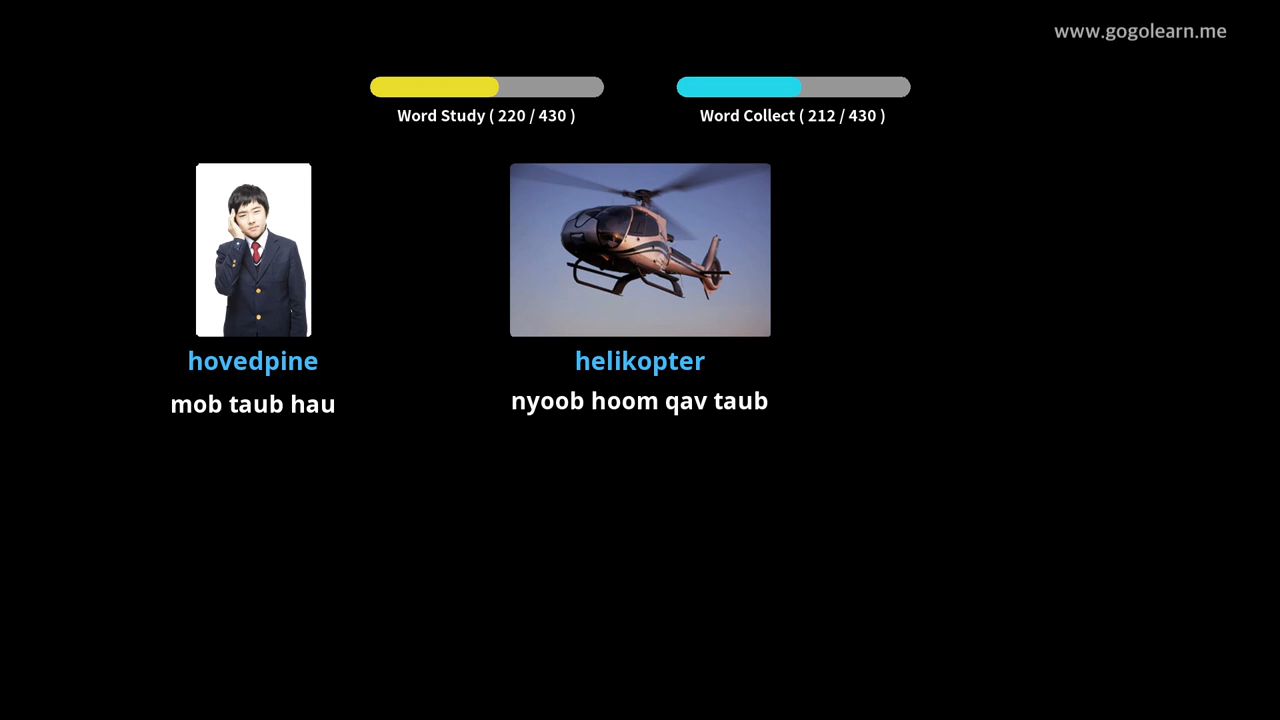 www.gogolearn.me
Word Study ( 220 / 430 )
Word Collect ( 212 / 430 )
hovedpine
mob taub hau
helikopter
nyoob hoom qav taub